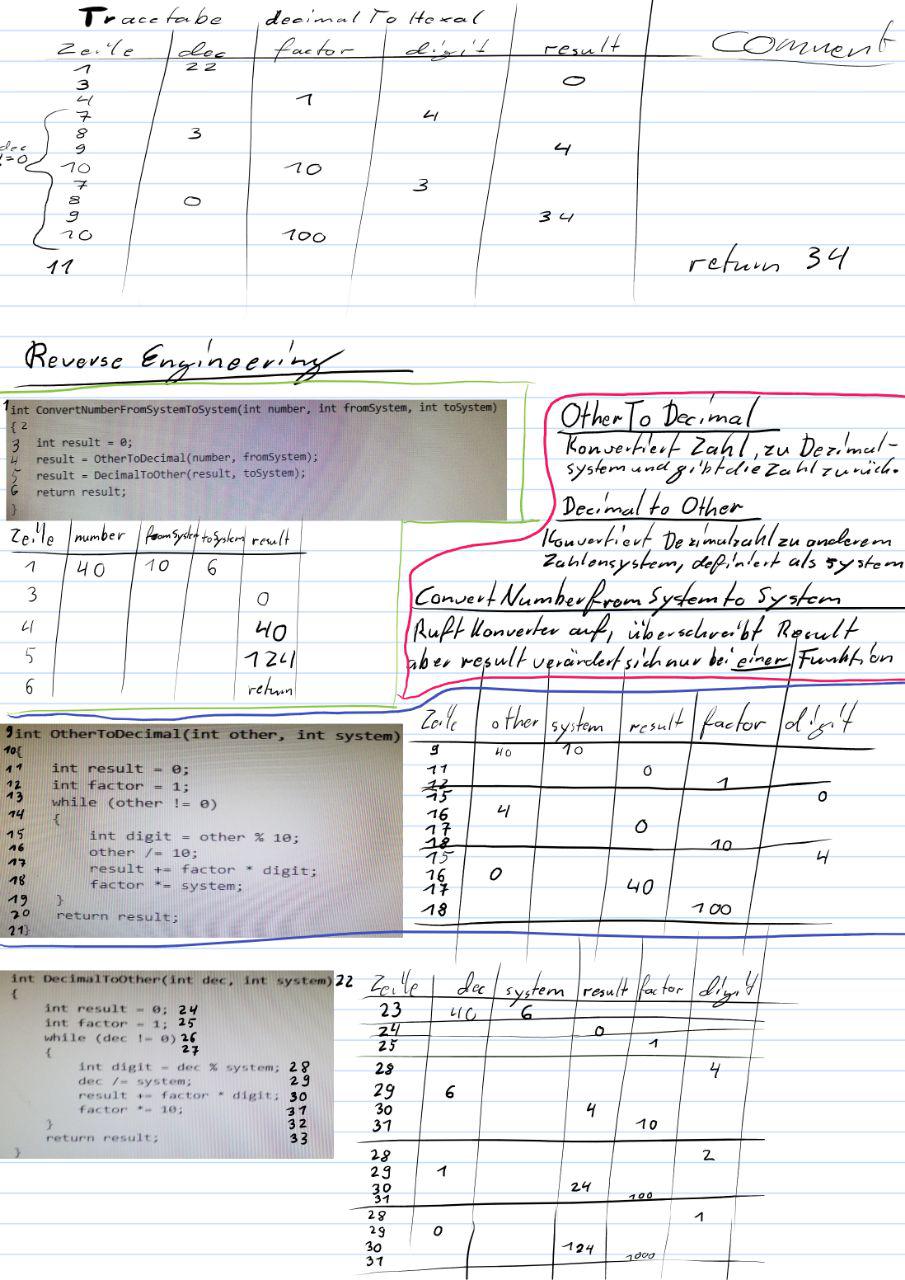 Tracetabe decimalToHexal
Zeile dec factor digit result Comment
1 22
3 0
4 1
7 4
8 3
9 4
dec
!=0
10 10
7 3
8 0
9 34
10 100
11 return 34
Reverse Engineering
1 int ConvertNumberFromSystemToSystem(int number, int fromSystem, int toSystem)
{ 2
3 int result = 0;
4 result = OtherToDecimal(number, fromSystem);
5 result = DecimalToOther(result, toSystem);
6 return result;
}
Zeile number fromSystem toSystem result
1 40 10 6
3 0
4 40
5 124
6 return
OtherTo Decimal
Konvertiert Zahl, zu Dezimal-
system und gibt die Zahl zurück.
Decimal to Other
Konvertiert Dezimalzahl zu anderem
Zahlensystem, definiert als system
Convert Number from System to System
Ruft Konverter auf, überschreibt Result
aber result verärdert sich nur bei einer Funktion
9 int OtherToDecimal(int other, int system)
10{
11 int result = 0;
12 int factor = 1;
13 while (other != 0)
14 {
15 int digit = other % 10;
16 other /= 10;
17 result += factor * digit;
18 factor *= system;
19 }
20 return result;
21}
Zeile other system result factor digit
9 40 10
11 0
12 1
15 0
16 4
17 0
18 10
15 4
16 0
17 40
18 100
int DecimalToOther(int dec, int system) 22
{
int result = 0; 24
int factor = 1; 25
while (dec != 0) 26
{ 27
int digit = dec % system; 28
dec /= system; 29
result += factor * digit; 30
factor *= 10; 31
} 32
return result; 33
}
Zeile dec system result factor digit
23 40 6
24 0
25 1
28 4
29 6
30 4
31 10
28 2
29 1
30 24
31 100
28 1
29 0
30 124
31 1000